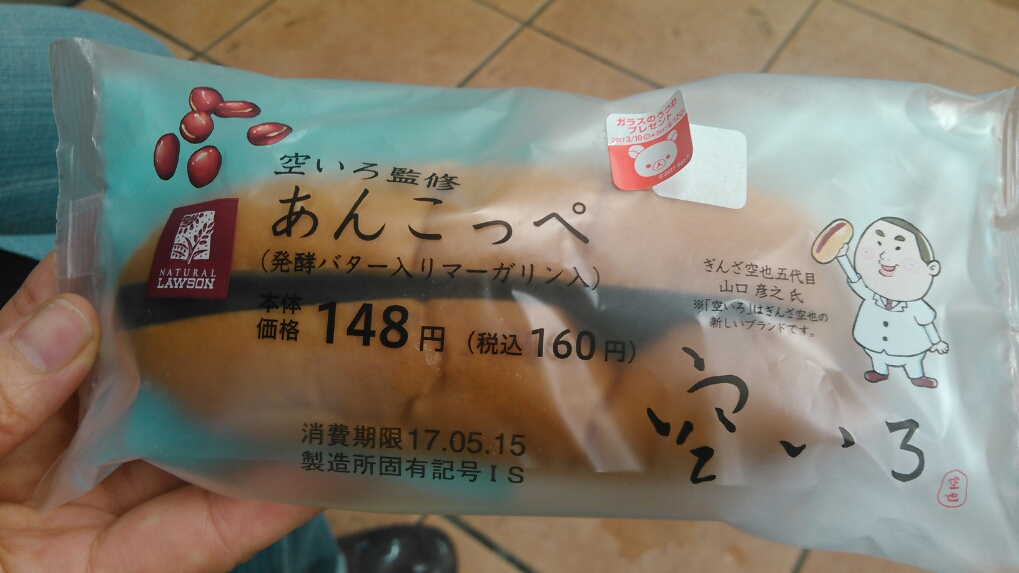 ガラスのうつわ
プレゼント
空いろ監修
あんこっぺ
(発酵バター入りマーガリン入)
NATURAL
LAWSON
本体
価格 148円 (税込160円)
ぎんざ空也五代目
山口 彦之 氏
※「空いろ」はぎんざ空也の
新しいブランドです。
空いろ
消費期限17.05.15
製造所固有記号IS